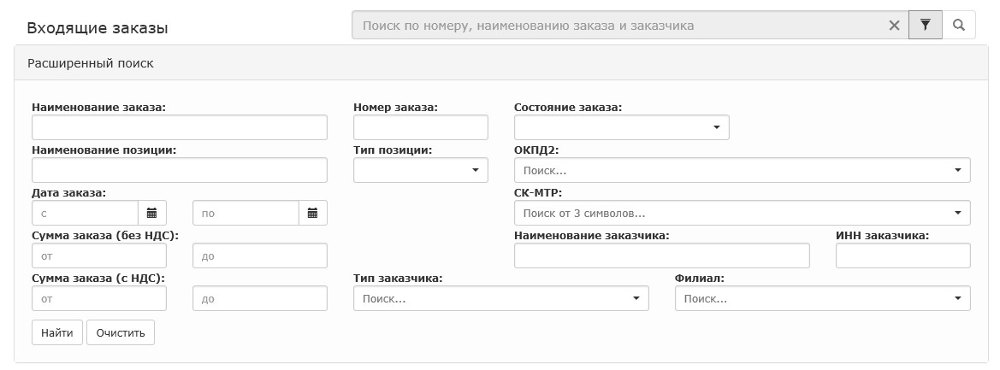 Входящие заказы
Поиск по номеру, наименованию заказа и заказчика
Расширенный поиск
Наименование заказа: Номер заказа: Состояние заказа:
Наименование позиции: Тип позиции: ОКПД2:
Поиск...
Дата заказа: СК-МТР:
с по Поиск от 3 символов...
Сумма заказа (без НДС): Наименование заказчика: ИНН заказчика:
от до
Сумма заказа (с НДС): Тип заказчика: Филиал:
от до Поиск... Поиск...
Найти Очистить